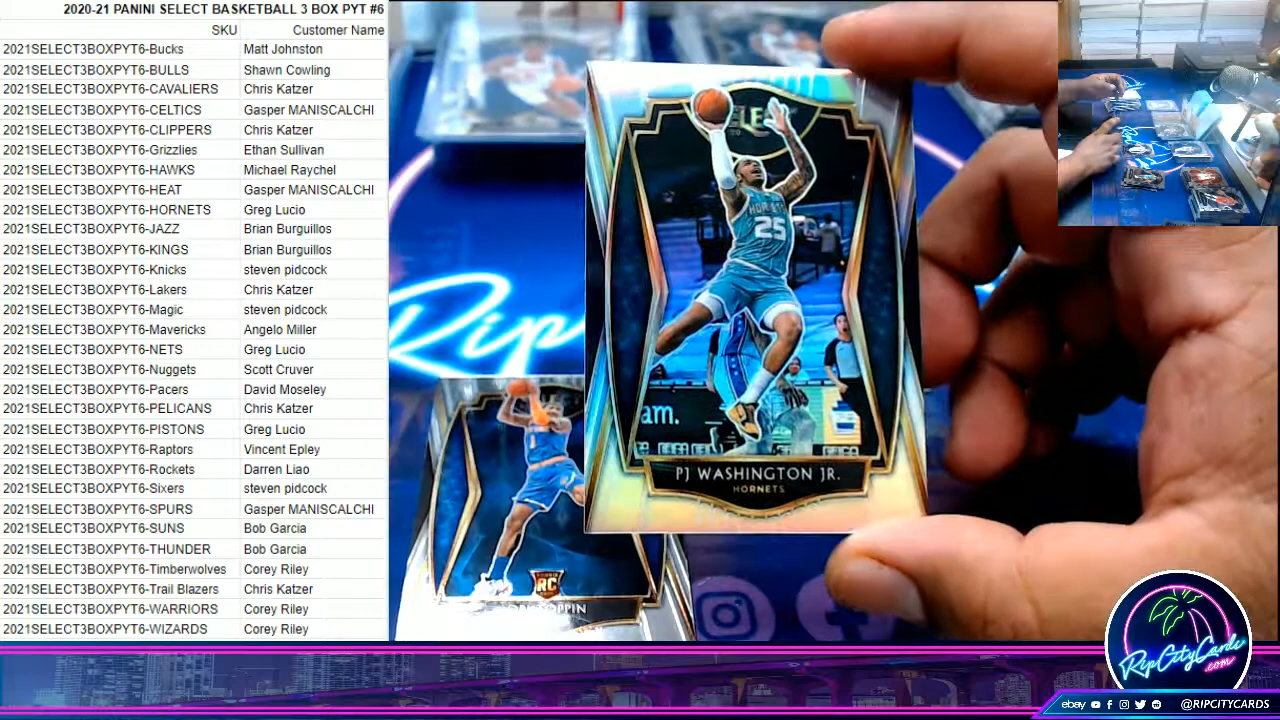 2020-21 PANINI SELECT BASKETBALL 3 BOX PYT #6
SKU Customer Name
2021SELECT3BOXPYT6-Bucks Matt Johnston
2021SELECT3BOXPYT6-BULLS Shawn Cowling
2021SELECT3BOXPYT6-CAVALIERS Chris Katzer
2021SELECT3BOXPYT6-CELTICS Gasper MANISCALCHI
2021SELECT3BOXPYT6-CLIPPERS Chris Katzer
2021SELECT3BOXPYT6-Grizzlies Ethan Sullivan
2021SELECT3BOXPYT6-HAWKS Michael Raychel
2021SELECT3BOXPYT6-HEAT Gasper MANISCALCHI
2021SELECT3BOXPYT6-HORNETS Greg Lucio
2021SELECT3BOXPYT6-JAZZ Brian Burguillos
2021SELECT3BOXPYT6-KINGS Brian Burguillos
2021SELECT3BOXPYT6-Knicks steven pidcock
2021SELECT3BOXPYT6-Lakers Chris Katzer
2021SELECT3BOXPYT6-Magic steven pidcock
2021SELECT3BOXPYT6-Mavericks Angelo Miller
2021SELECT3BOXPYT6-NETS Greg Lucio
2021SELECT3BOXPYT6-Nuggets Scott Cruver
2021SELECT3BOXPYT6-Pacers David Moseley
2021SELECT3BOXPYT6-PELICANS Chris Katzer
2021SELECT3BOXPYT6-PISTONS Greg Lucio
2021SELECT3BOXPYT6-Raptors Vincent Epley
2021SELECT3BOXPYT6-Rockets Darren Liao
2021SELECT3BOXPYT6-Sixers steven pidcock
2021SELECT3BOXPYT6-SPURS Gasper MANISCALCHI
2021SELECT3BOXPYT6-SUNS Bob Garcia
2021SELECT3BOXPYT6-THUNDER Bob Garcia
2021SELECT3BOXPYT6-Timberwolves Corey Riley
2021SELECT3BOXPYT6-Trail Blazers Chris Katzer
2021SELECT3BOXPYT6-WARRIORS Corey Riley
2021SELECT3BOXPYT6-WIZARDS Corey Riley
HORNETS
25
am.
PJ WASHINGTON JR.
HORNETS
Rip
1
RC
RipCityCards
.com
ebay @RIPCITYCARDS